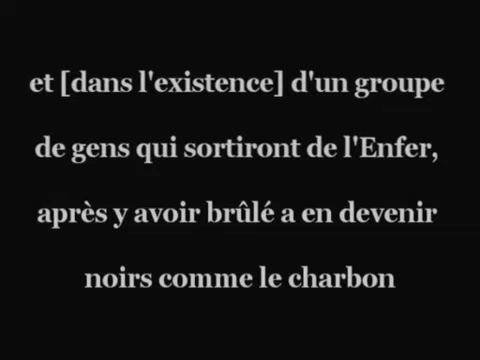 et [dans l'existence] d'un groupe
de gens qui sortiront de l'Enfer,
après y avoir brûlé a en devenir
noirs comme le charbon